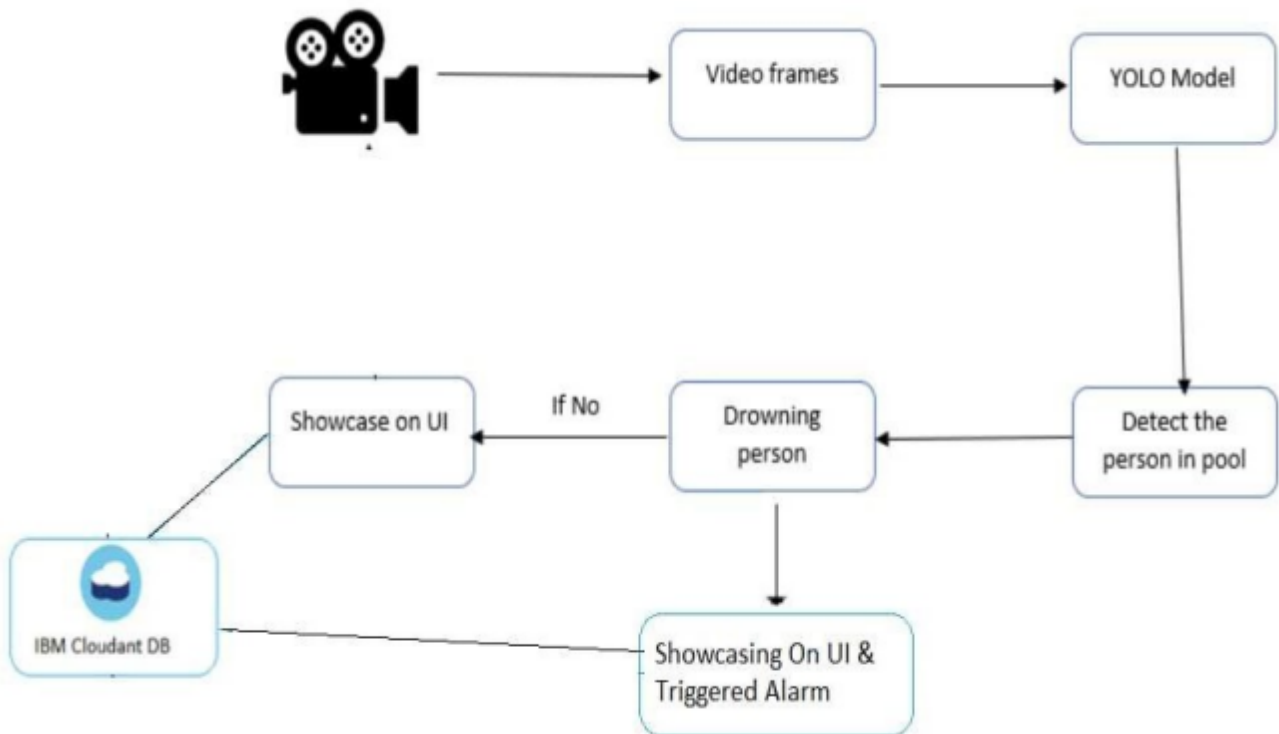 Video frames
YOLO Model
Showcase on UI
If No
Drowning
person
Detect the
person in pool
IBM Cloudant DB
Showcasing On UI &
Triggered Alarm